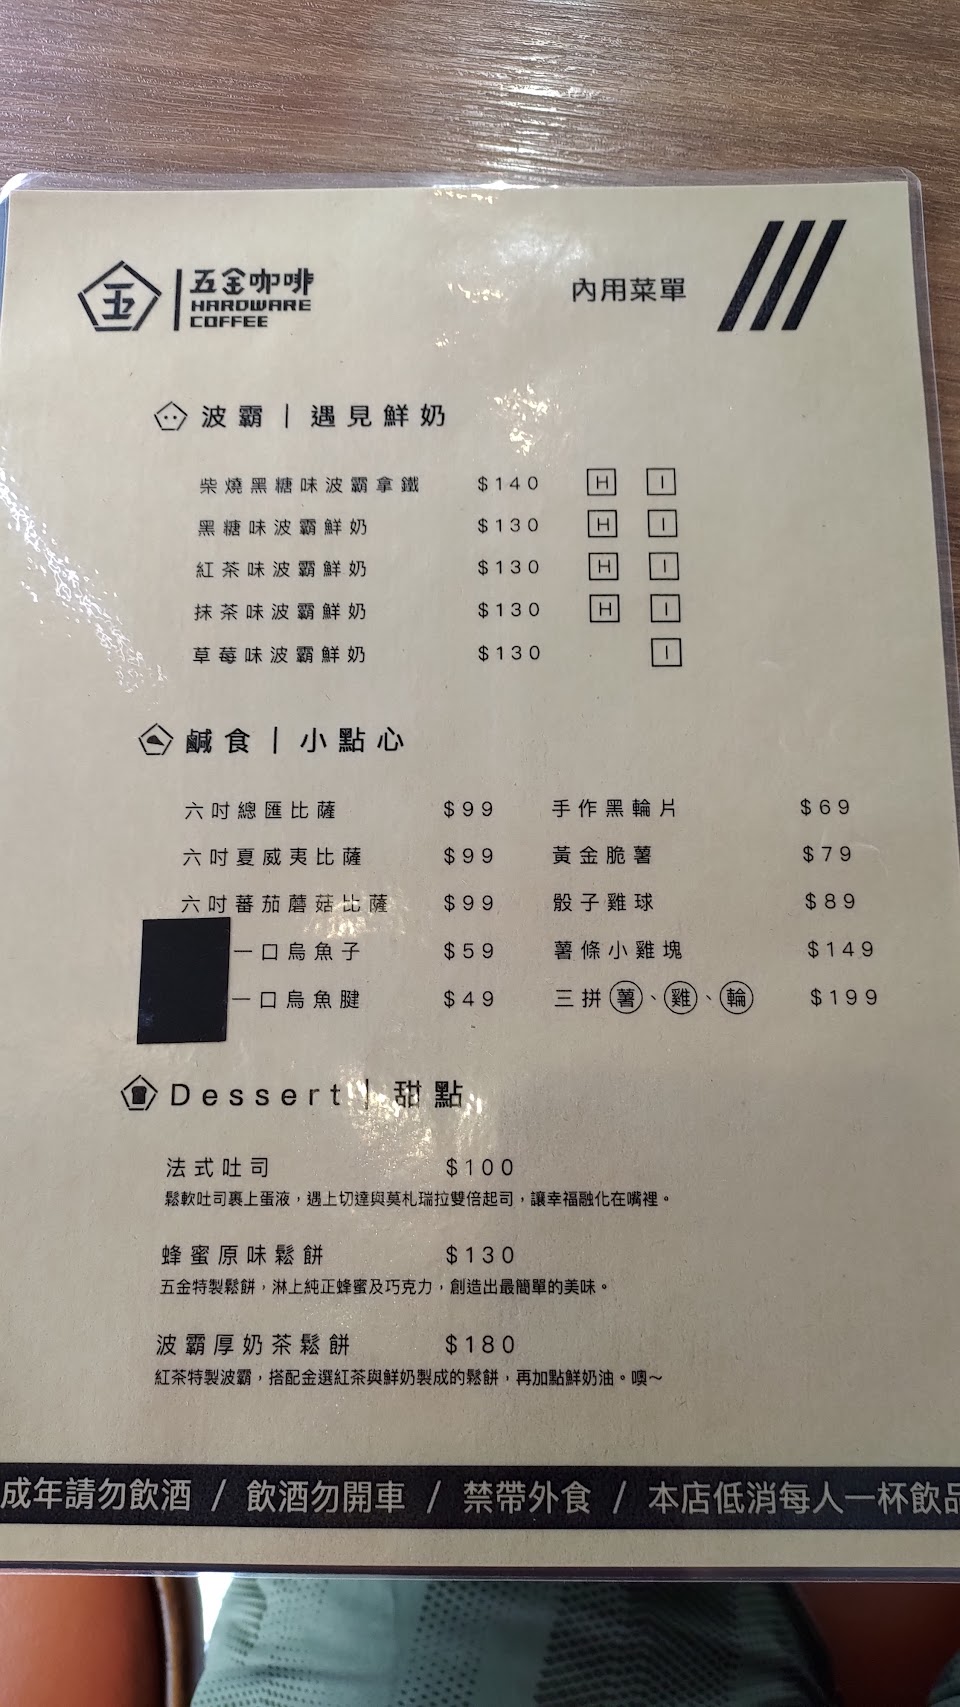 五金咖啡
HARDWARE
COFFEE
內用菜單
波霸 | 遇見鮮奶
柴燒黑糖味波霸拿鐵 $140 H I
黑糖味波霸鮮奶 $130 H I
紅茶味波霸鮮奶 $130 H I
抹茶味波霸鮮奶 $130 H I
草莓味波霸鮮奶 $130 I
鹹食 | 小點心
六吋總匯比薩 $99 手作黑輪片 $69
六吋夏威夷比薩 $99 黃金脆薯 $79
六吋蕃茄蘑菇比薩 $99 骰子雞球 $89
一口烏魚子 $59 薯條小雞塊 $149
一口烏魚腱 $49 三拼薯、雞、輪 $199
Dessert | 甜點
法式吐司 $100
鬆軟吐司裹上蛋液，遇上切達與莫札瑞拉雙倍起司，讓幸福融化在嘴裡。
蜂蜜原味鬆餅 $130
五金特製鬆餅，淋上純正蜂蜜及巧克力，創造出最簡單的美味。
波霸厚奶茶鬆餅 $180
紅茶特製波霸，搭配金選紅茶與鮮奶製成的鬆餅，再加點鮮奶油。噢～
成年請勿飲酒 / 飲酒勿開車 / 禁帶外食 / 本店低消每人一杯飲品